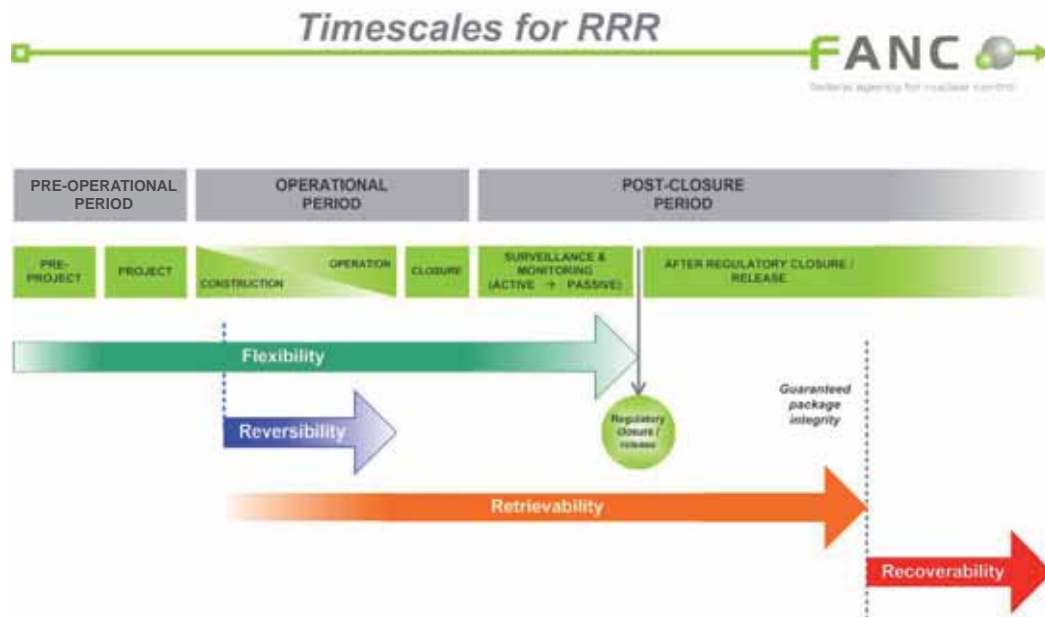 Timescales for RRR
FANC
federal agency for nuclear control
PRE-OPERATIONAL
PERIOD
OPERATIONAL
PERIOD
POST-CLOSURE
PERIOD
PRE-
PROJECT
PROJECT
CONSTRUCTION
OPERATION
CLOSURE
SURVEILLANCE &
MONITORING
(ACTIVE → PASSIVE)
AFTER REGULATORY CLOSURE /
RELEASE
Flexibility
Reversibility
Regulatory
closure /
release
Guaranteed
package
integrity
Retrievability
Recoverability